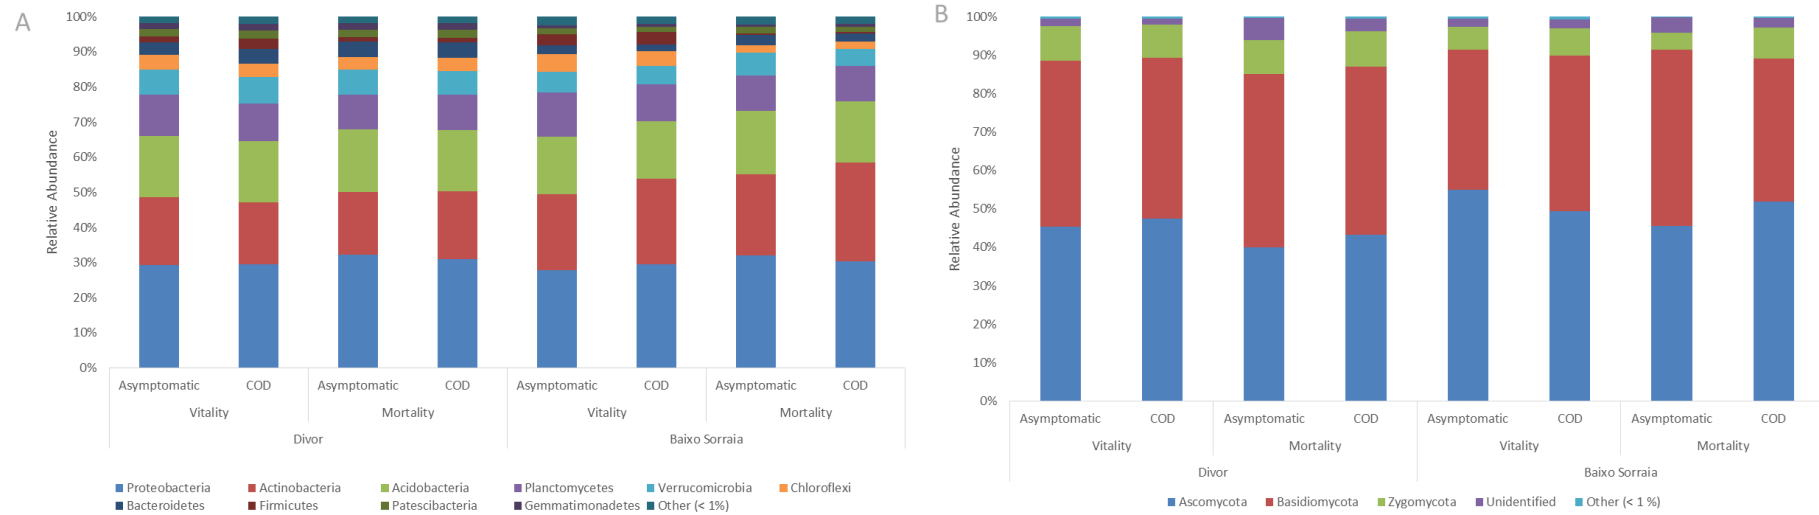 A
Relative Abundance
100%
90%
80%
70%
60%
50%
40%
30%
20%
10%
0%
Asymptomatic COD Asymptomatic COD Asymptomatic COD Asymptomatic COD
Vitality Mortality Vitality Mortality
Divor Baixo Sorraia
Proteobacteria Actinobacteria Acidobacteria Planctomycetes Verrucomicrobia Chloroflexi
Bacteroidetes Firmicutes Patescibacteria Gemmatimonadetes Other (< 1%)
B
Relative Abundance
100%
90%
80%
70%
60%
50%
40%
30%
20%
10%
0%
Asymptomatic COD Asymptomatic COD Asymptomatic COD Asymptomatic COD
Vitality Mortality Vitality Mortality
Divor Baixo Sorraia
Ascomycota Basidiomycota Zygomycota Unidentified Other (< 1 %)